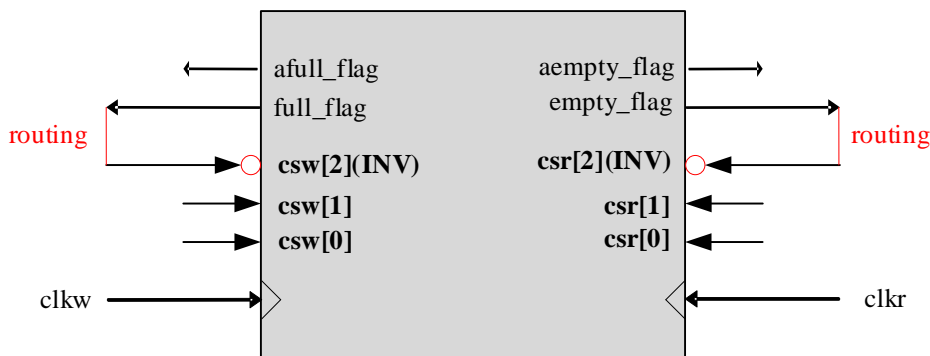 afull_flag
aempty_flag
full_flag
empty_flag
routing
routing
csw[2](INV)
csr[2](INV)
csw[1]
csr[1]
csw[0]
csr[0]
clkw
clkr